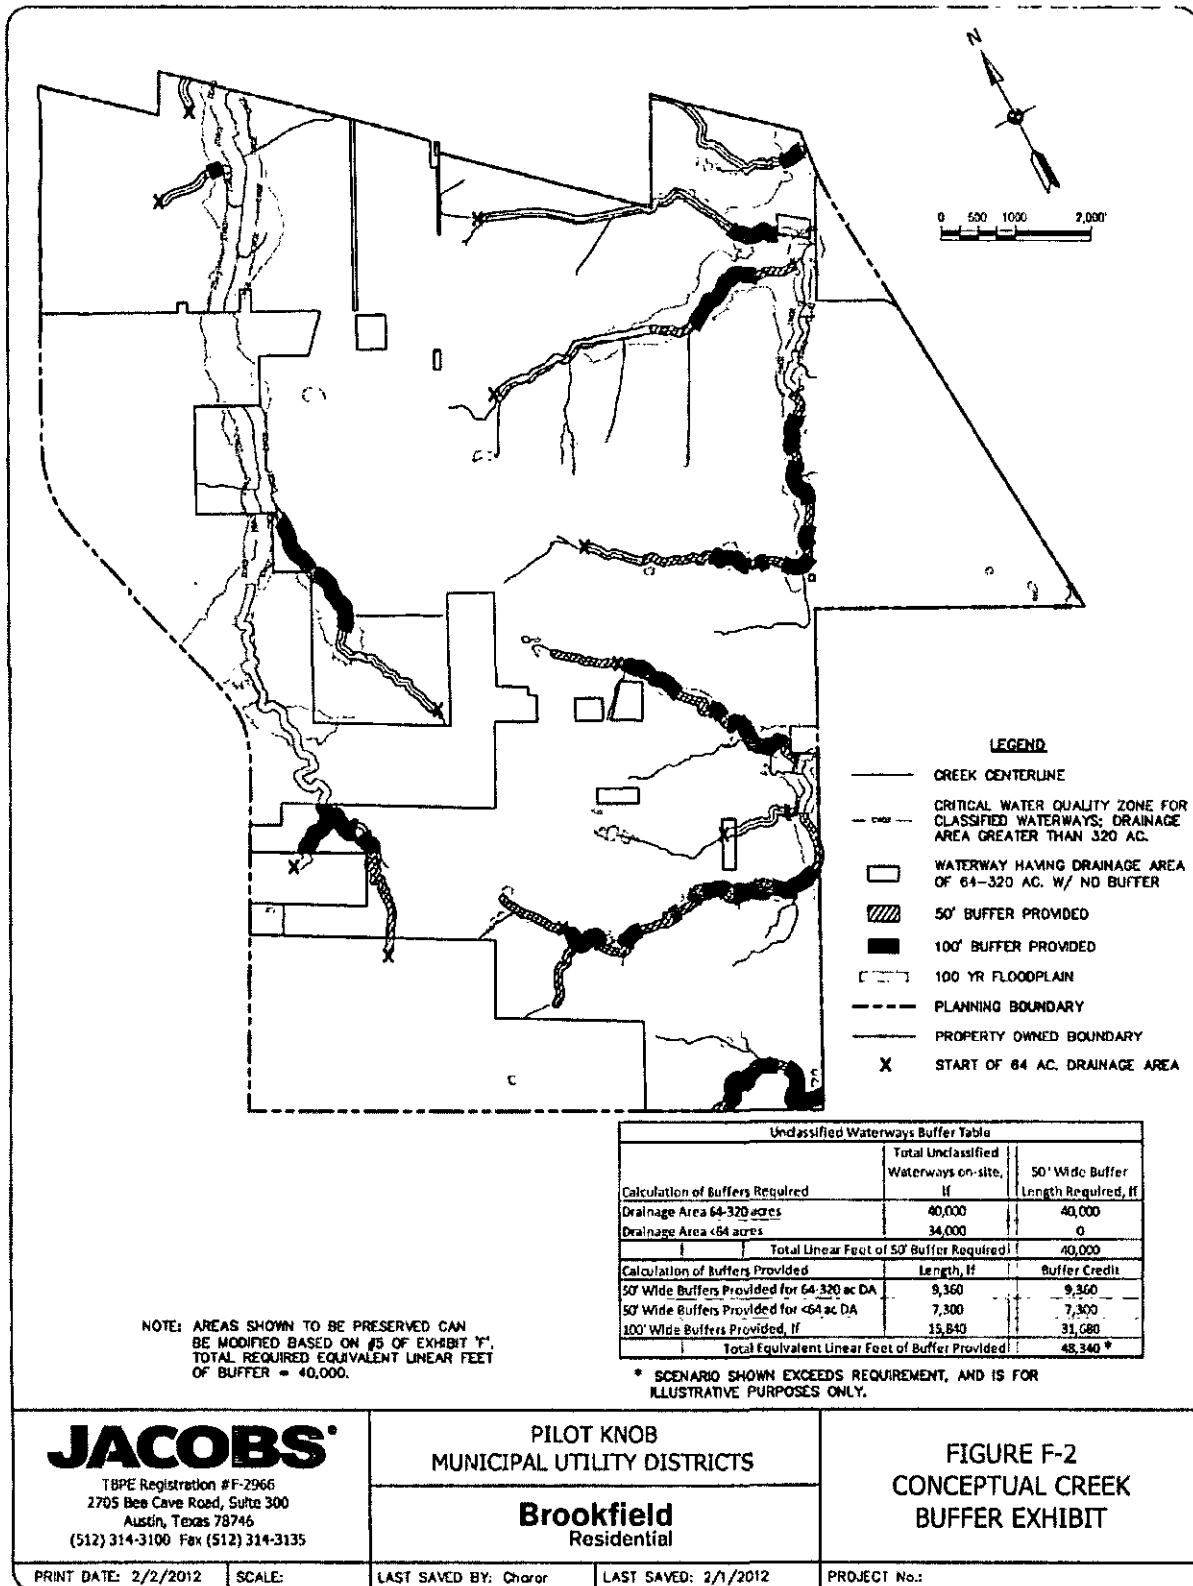 N
0 500 1000 2,000'
LEGEND
CREEK CENTERLINE
CWQZ
CRITICAL WATER QUALITY ZONE FOR
CLASSIFIED WATERWAYS; DRAINAGE
AREA GREATER THAN 320 AC.
WATERWAY HAVING DRAINAGE AREA
OF 64-320 AC. W/ NO BUFFER
50' BUFFER PROVIDED
100' BUFFER PROVIDED
100 YR FLOODPLAIN
PLANNING BOUNDARY
PROPERTY OWNED BOUNDARY
X START OF 64 AC. DRAINAGE AREA
Unclassified Waterways Buffer Table
Calculation of Buffers Required Total Unclassified Waterways on-site, lf 50' Wide Buffer Length Required, lf
Drainage Area 64-320 acres 40,000 40,000
Drainage Area <64 acres 34,000 0
Total Linear Feet of 50' Buffer Required 40,000
Calculation of Buffers Provided Length, lf Buffer Credit
50' Wide Buffers Provided for 64-320 ac DA 9,360 9,360
50' Wide Buffers Provided for <64 ac DA 7,300 7,300
100' Wide Buffers Provided, lf 15,840 31,680
Total Equivalent Linear Feet of Buffer Provided 48,340 *
* SCENARIO SHOWN EXCEEDS REQUIREMENT, AND IS FOR
ILLUSTRATIVE PURPOSES ONLY.
NOTE: AREAS SHOWN TO BE PRESERVED CAN
BE MODIFIED BASED ON #5 OF EXHIBIT "F".
TOTAL REQUIRED EQUIVALENT LINEAR FEET
OF BUFFER = 40,000.
JACOBS
TBPE Registration #F-2966
2705 Bee Cave Road, Suite 300
Austin, Texas 78746
(512) 314-3100 Fax (512) 314-3135
PILOT KNOB
MUNICIPAL UTILITY DISTRICTS
Brookfield
Residential
FIGURE F-2
CONCEPTUAL CREEK
BUFFER EXHIBIT
PRINT DATE: 2/2/2012
SCALE:
LAST SAVED BY: Charor
LAST SAVED: 2/1/2012
PROJECT No.: